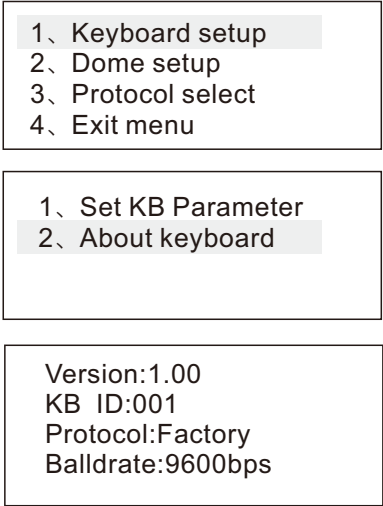 1、Keyboard setup
2、Dome setup
3、Protocol select
4、Exit menu
1、Set KB Parameter
2、About keyboard
Version:1.00
KB ID:001
Protocol:Factory
Balldrate:9600bps